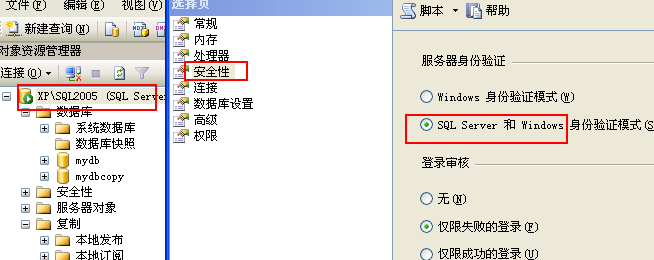 文件(F) 编辑(E) 视图(V)
新建查询(N)
对象资源管理器
连接(O)
XP\SQL2005 (SQL Serve
数据库
系统数据库
数据库快照
mydb
mydbcopy
安全性
服务器对象
复制
本地发布
本地订阅
选择页
常规
内存
处理器
安全性
连接
数据库设置
高级
权限
脚本 帮助
服务器身份验证
Windows 身份验证模式(W)
SQL Server 和 Windows 身份验证模式(S
登录审核
无(N)
仅限失败的登录(F)
仅限成功的登录(U)